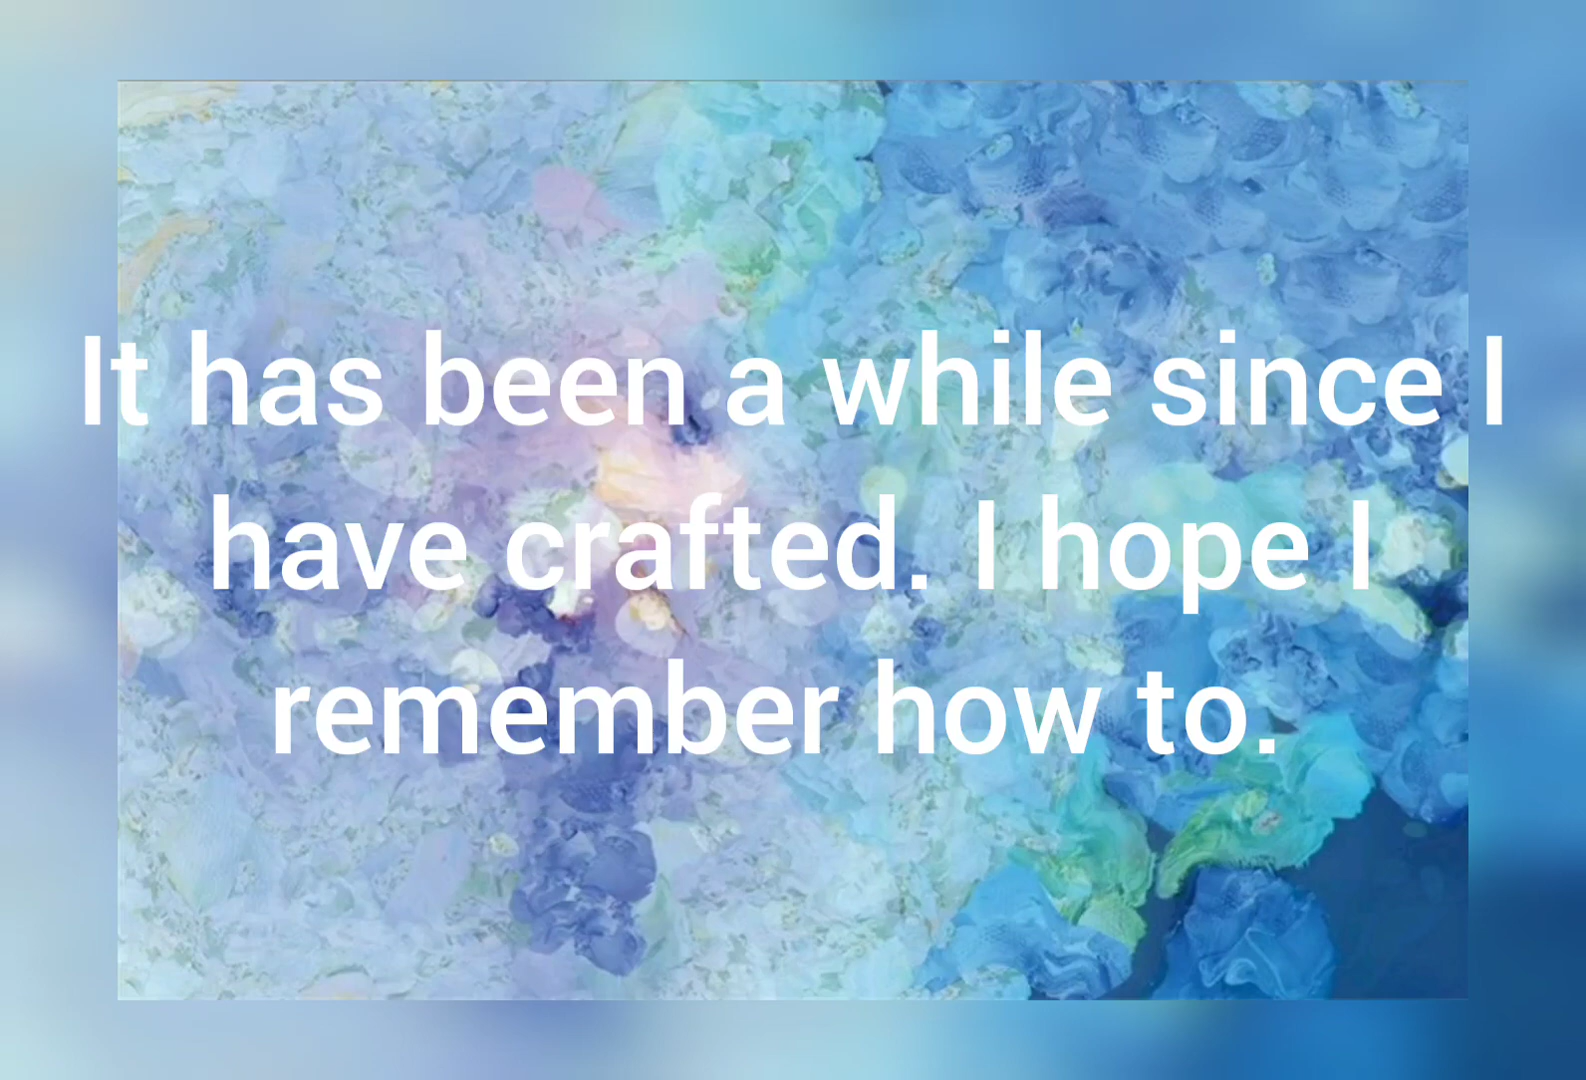 It has been a while since I
have crafted. I hope I
remember how to.